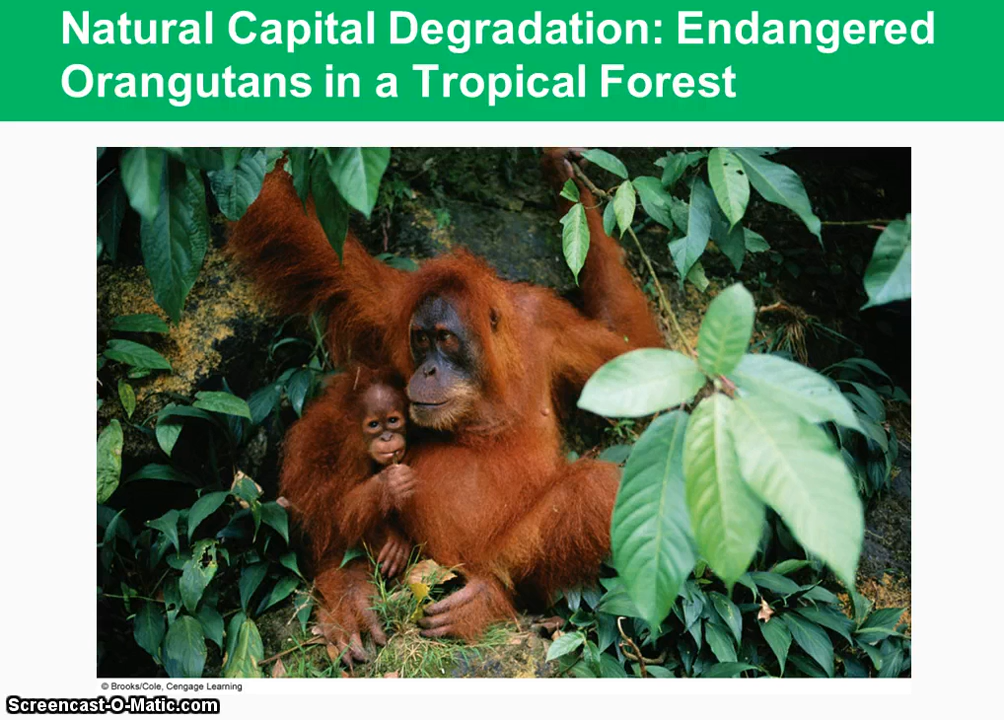 Natural Capital Degradation: Endangered
Orangutans in a Tropical Forest
© Brooks/Cole, Cengage Learning
Screencast-O-Matic.com